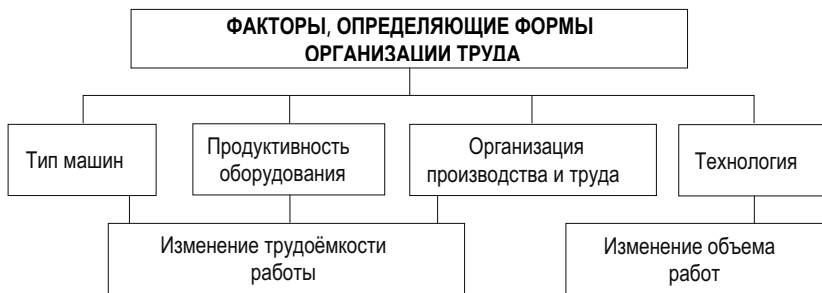 ФАКТОРЫ, ОПРЕДЕЛЯЮЩИЕ ФОРМЫ
ОРГАНИЗАЦИИ ТРУДА
Тип машин
Продуктивность
оборудования
Организация
производства и труда
Технология
Изменение трудоёмкости
работы
Изменение объема
работ